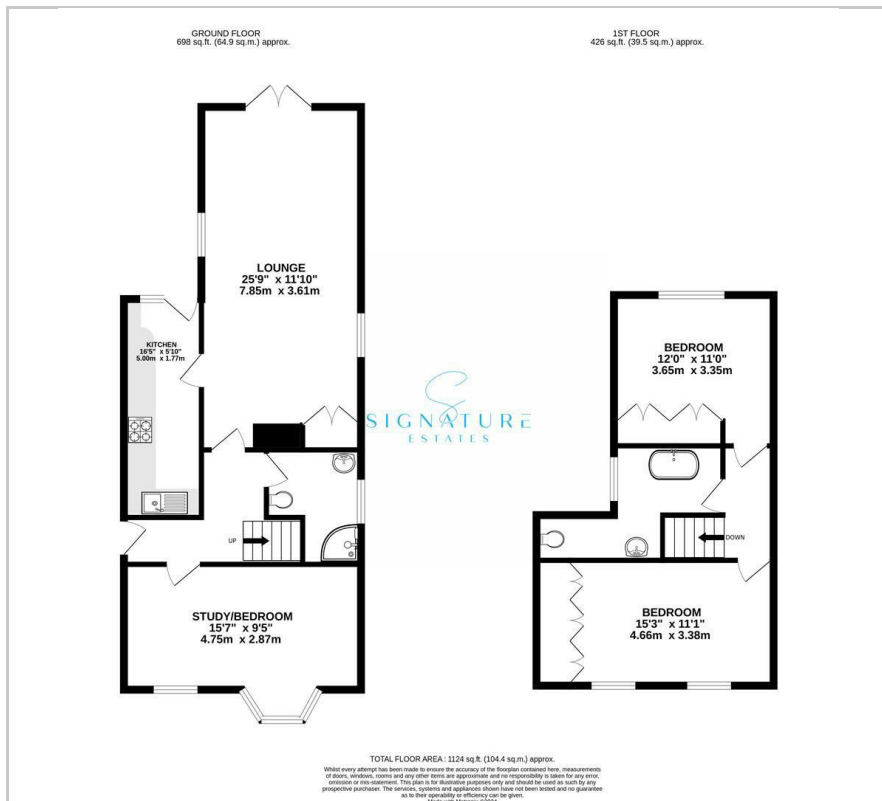 GROUND FLOOR
698 sq.ft. (64.9 sq.m.) approx.
1ST FLOOR
426 sq.ft. (39.5 sq.m.) approx.
LOUNGE
25'9" x 11'10"
7.85m x 3.61m
KITCHEN
16'5" x 5'10"
5.00m x 1.77m
BEDROOM
12'0" x 11'0"
3.65m x 3.35m
SIGNATURE
ESTATES
UP
DOWN
STUDY/BEDROOM
15'7" x 9'5"
4.75m x 2.87m
BEDROOM
15'3" x 11'1"
4.66m x 3.38m
TOTAL FLOOR AREA : 1124 sq.ft. (104.4 sq.m.) approx.
Whilst every attempt has been made to ensure the accuracy of the floorplan contained here, measurements
of doors, windows, rooms and any other items are approximate and no responsibility is taken for any error,
omission or mis-statement. This plan is for illustrative purposes only and should be used as such by any
prospective purchaser. The services, systems and appliances shown have not been tested and no guarantee
as to their operability or efficiency can be given.
Made with Metropix ©2024